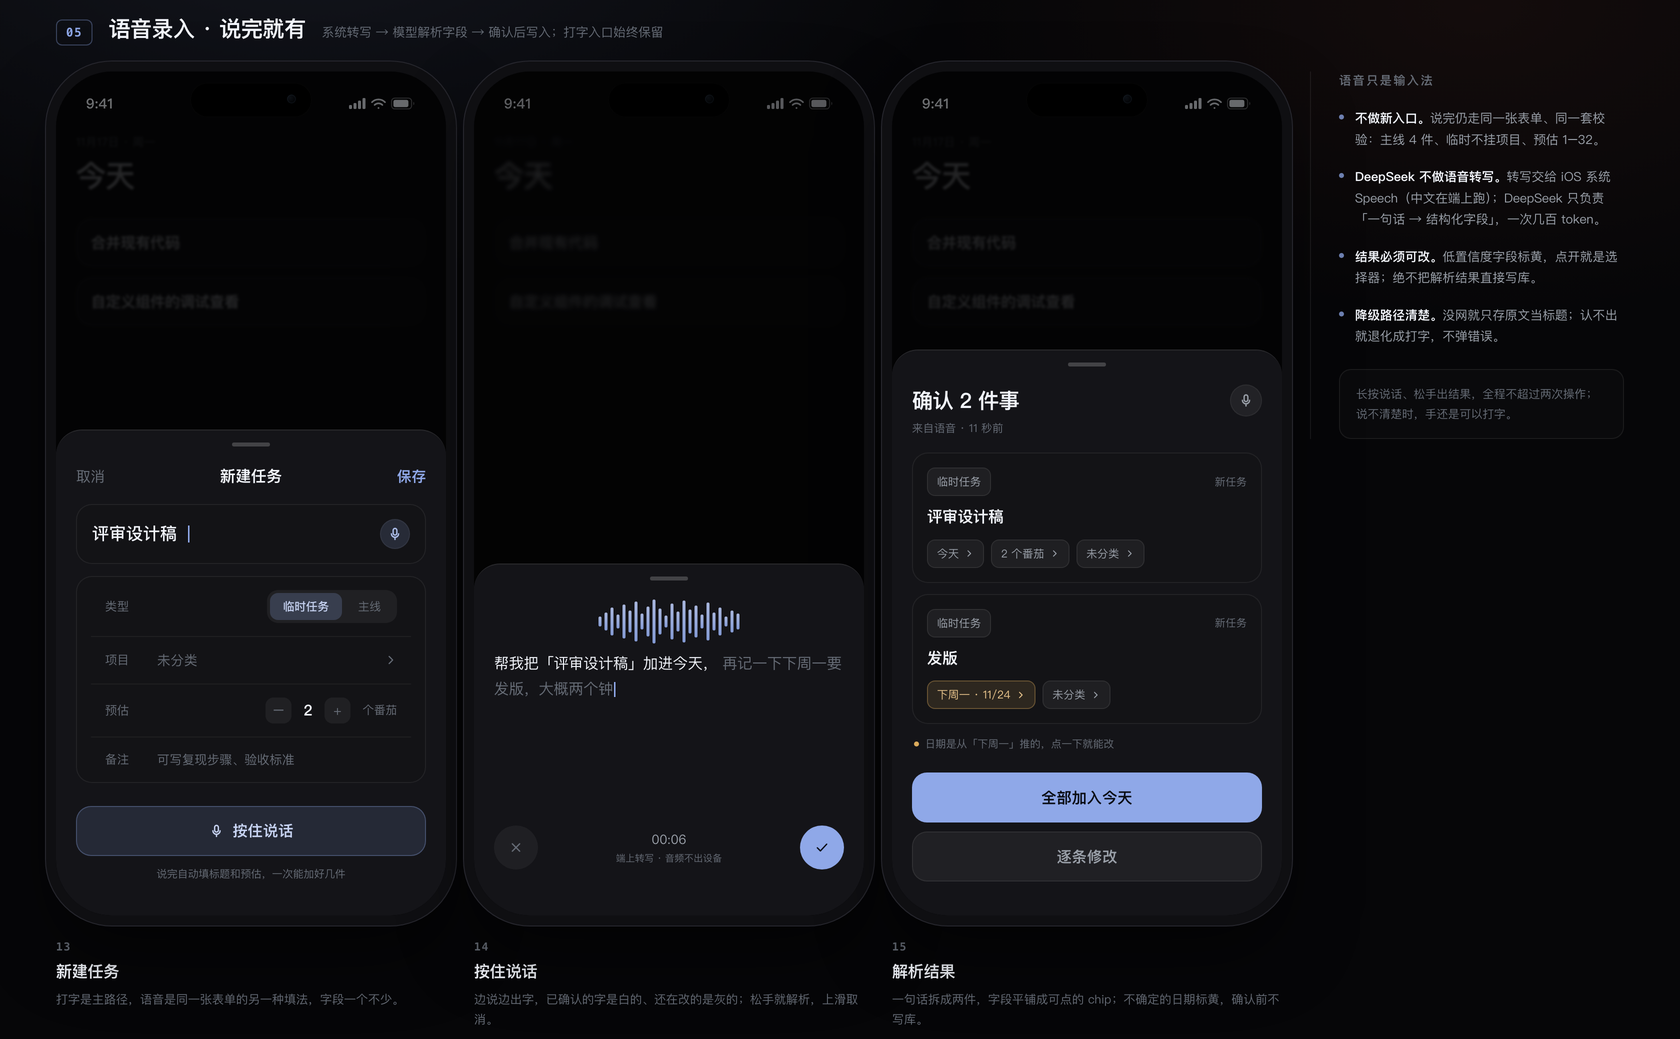 05
语音录入 · 说完就有
系统转写 → 模型解析字段 → 确认后写入；打字入口始终保留
9:41
今天
合并现有代码
自定义组件的调试查看
取消
新建任务
保存
评审设计稿
类型
临时任务
主线
项目
未分类
预估
2
个番茄
备注
可写复现步骤、验收标准
按住说话
说完自动填标题和预估，一次能加好几件
13
新建任务
打字是主路径，语音是同一张表单的另一种填法，字段一个不少。
9:41
今天
合并现有代码
自定义组件的调试查看
帮我把「评审设计稿」加进今天， 再记一下下周一要
发版，大概两个钟
00:06
端上转写 · 音频不出设备
14
按住说话
边说边出字，已确认的字是白的、还在改的是灰的；松手就解析，上滑取
消。
9:41
今天
合并现有代码
自定义组件的调试查看
确认 2 件事
来自语音 · 11 秒前
临时任务
新任务
评审设计稿
今天
2 个番茄
未分类
临时任务
新任务
发版
下周一 · 11/24
未分类
日期是从「下周一」推的，点一下就能改
全部加入今天
逐条修改
15
解析结果
一句话拆成两件，字段平铺成可点的 chip；不确定的日期标黄，确认前不
写库。
语音只是输入法
不做新入口。说完仍走同一张表单、同一套校
验：主线 4 件、临时不挂项目、预估 1–32。
DeepSeek 不做语音转写。转写交给 iOS 系统
Speech（中文在端上跑）；DeepSeek 只负责
「一句话 → 结构化字段」，一次几百 token。
结果必须可改。低置信度字段标黄，点开就是选
择器；绝不把解析结果直接写库。
降级路径清楚。没网就只存原文当标题；认不出
就退化成打字，不弹错误。
长按说话、松手出结果，全程不超过两次操作；
说不清楚时，手还是可以打字。